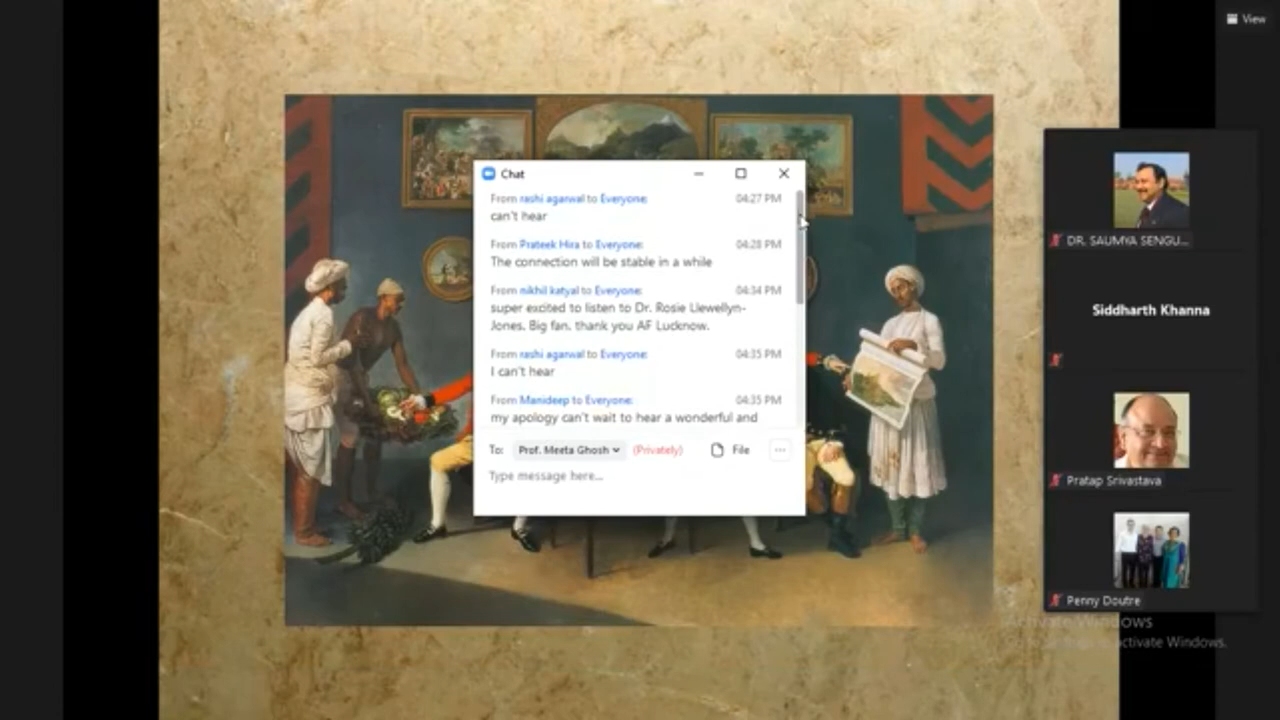 View
Chat
From rashi agarwal to Everyone: 04:27 PM
can't hear
From Prateek Hira to Everyone: 04:28 PM
The connection will be stable in a while
From nikhil katyal to Everyone: 04:34 PM
super excited to listen to Dr. Rosie Llewellyn-
Jones. Big fan. thank you AF Lucknow.
From rashi agarwal to Everyone: 04:35 PM
I can't hear
From Manideep to Everyone: 04:35 PM
my apology can't wait to hear a wonderful and
To: Prof. Meeta Ghosh (Privately) File
Type message here...
DR. SAUMYA SENGU...
Siddharth Khanna
Pratap Srivastava
Penny Doutre
Activate Windows
activate Windows.